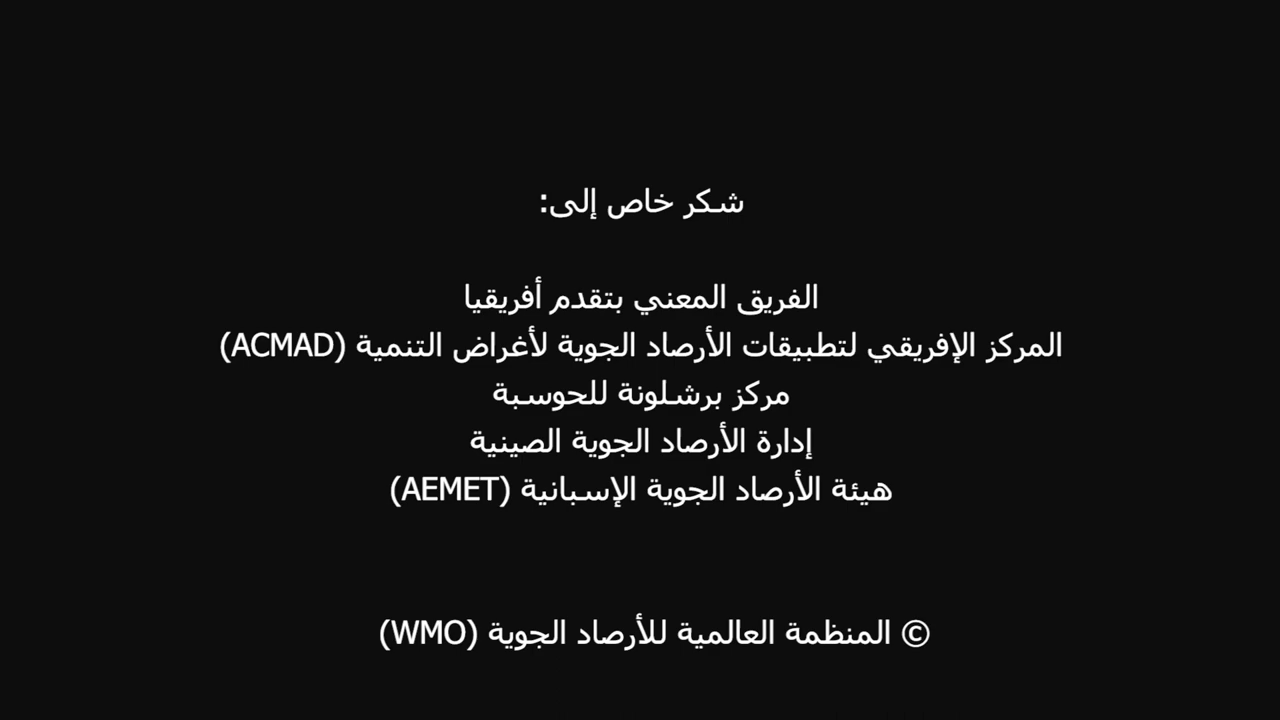 شكر خاص إلى:
الفريق المعني بتقدم أفريقيا
المركز الإفريقي لتطبيقات الأرصاد الجوية لأغراض التنمية (ACMAD)
مركز برشلونة للحوسبة
إدارة الأرصاد الجوية الصينية
هيئة الأرصاد الجوية الإسبانية (AEMET)
© المنظمة العالمية للأرصاد الجوية (WMO)